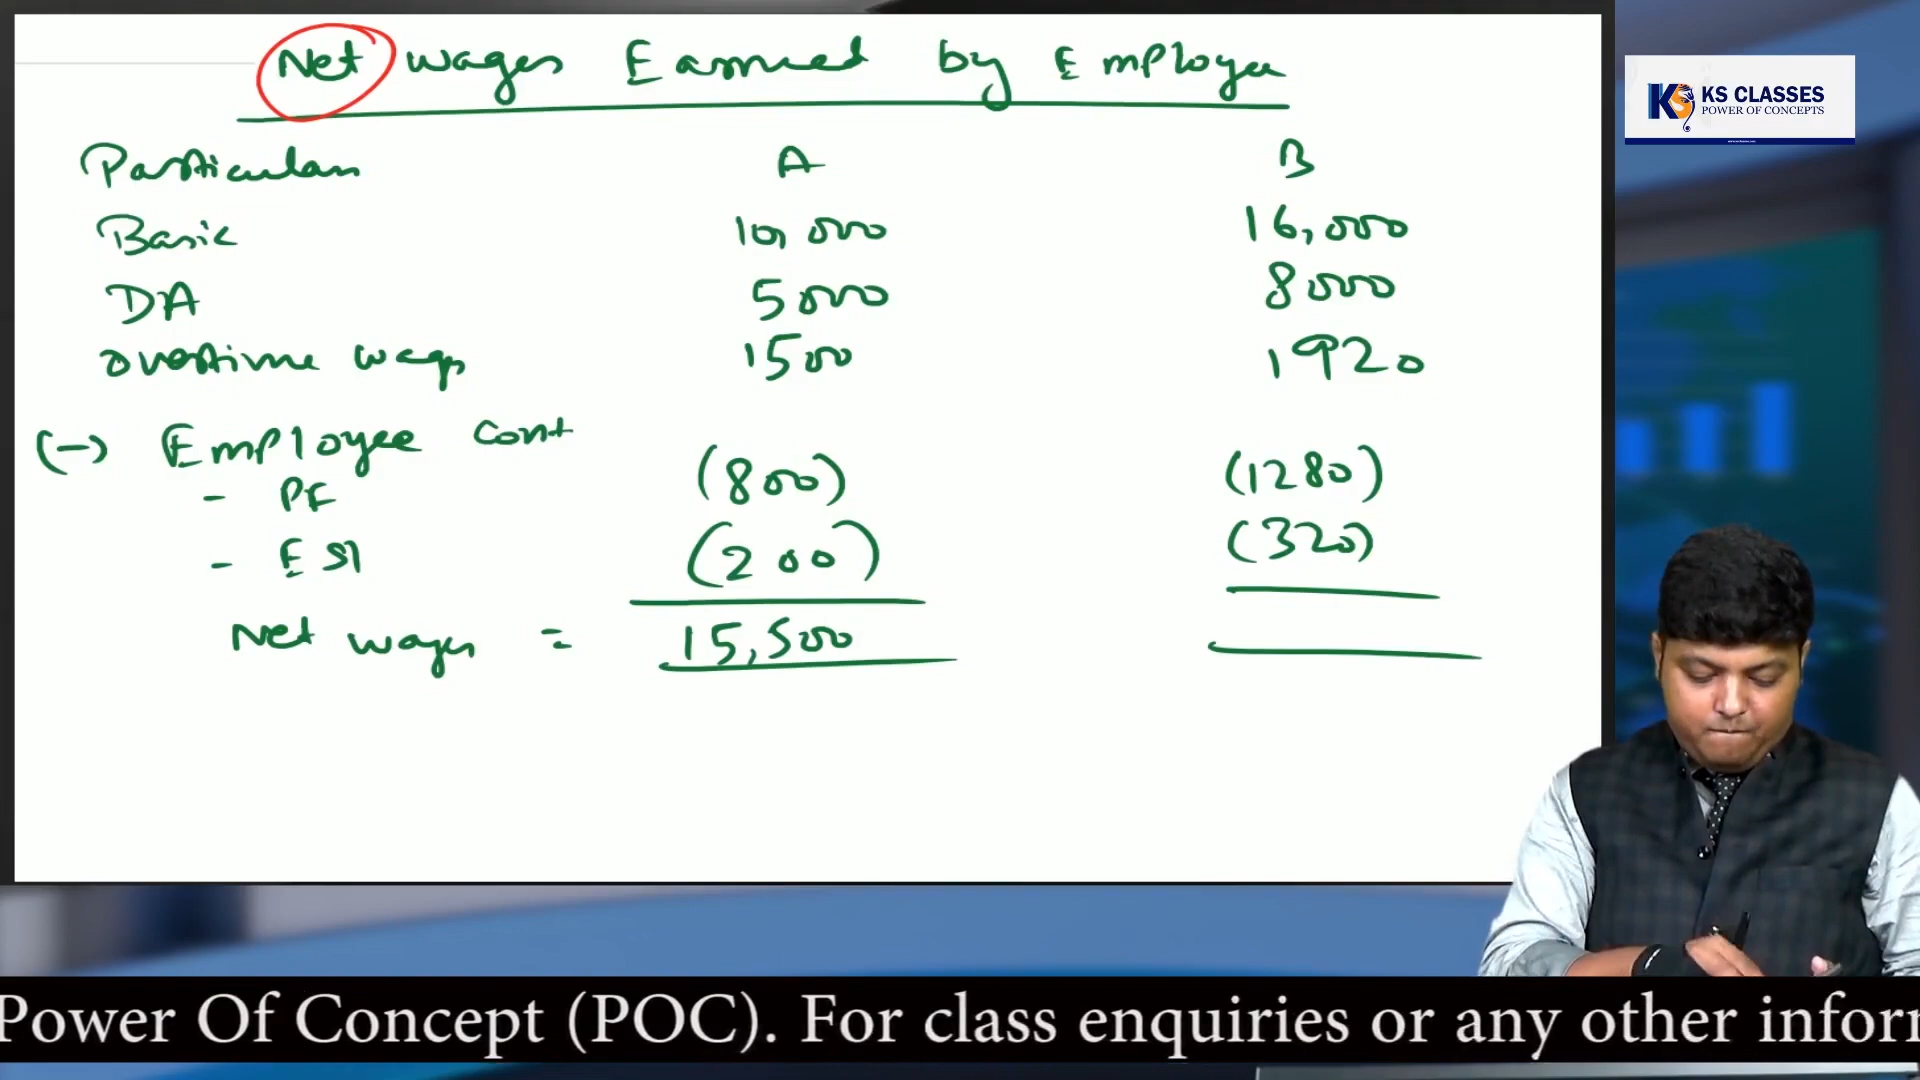 Net wages Earned by Employee
KS CLASSES
POWER OF CONCEPTS
Particulars A B
Basic 10,000 16,000
DA 5000 8000
overtime wages 1500 1920
(-) Employee cont
- PF (800) (1280)
- ESI (200) (320)
Net wages = 15,500
Power Of Concept (POC). For class enquiries or any other infor